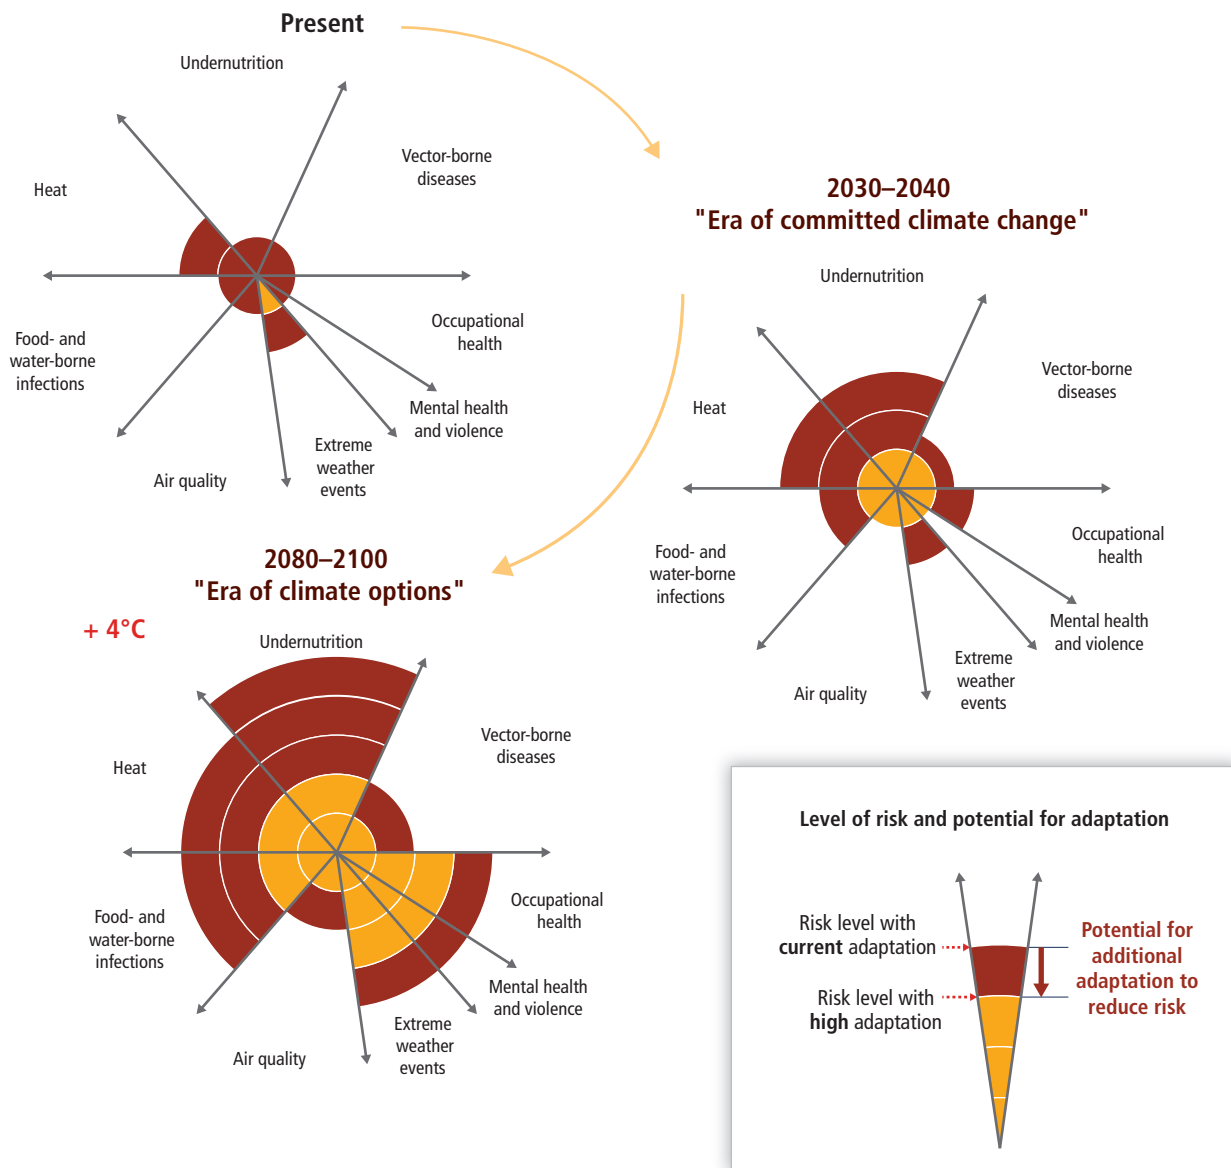 Present
Undernutrition
Vector-borne
diseases
Heat
Occupational
health
Food- and
water-borne
infections
Mental health
and violence
Extreme
weather
events
Air quality
2030–2040
"Era of committed climate change"
Undernutrition
Vector-borne
diseases
Heat
Occupational
health
Food- and
water-borne
infections
Mental health
and violence
Extreme
weather
events
Air quality
2080–2100
"Era of climate options"
+ 4°C
Undernutrition
Vector-borne
diseases
Heat
Occupational
health
Food- and
water-borne
infections
Mental health
and violence
Extreme
weather
events
Air quality
Level of risk and potential for adaptation
Risk level with
current adaptation
Risk level with
high adaptation
Potential for
additional
adaptation to
reduce risk